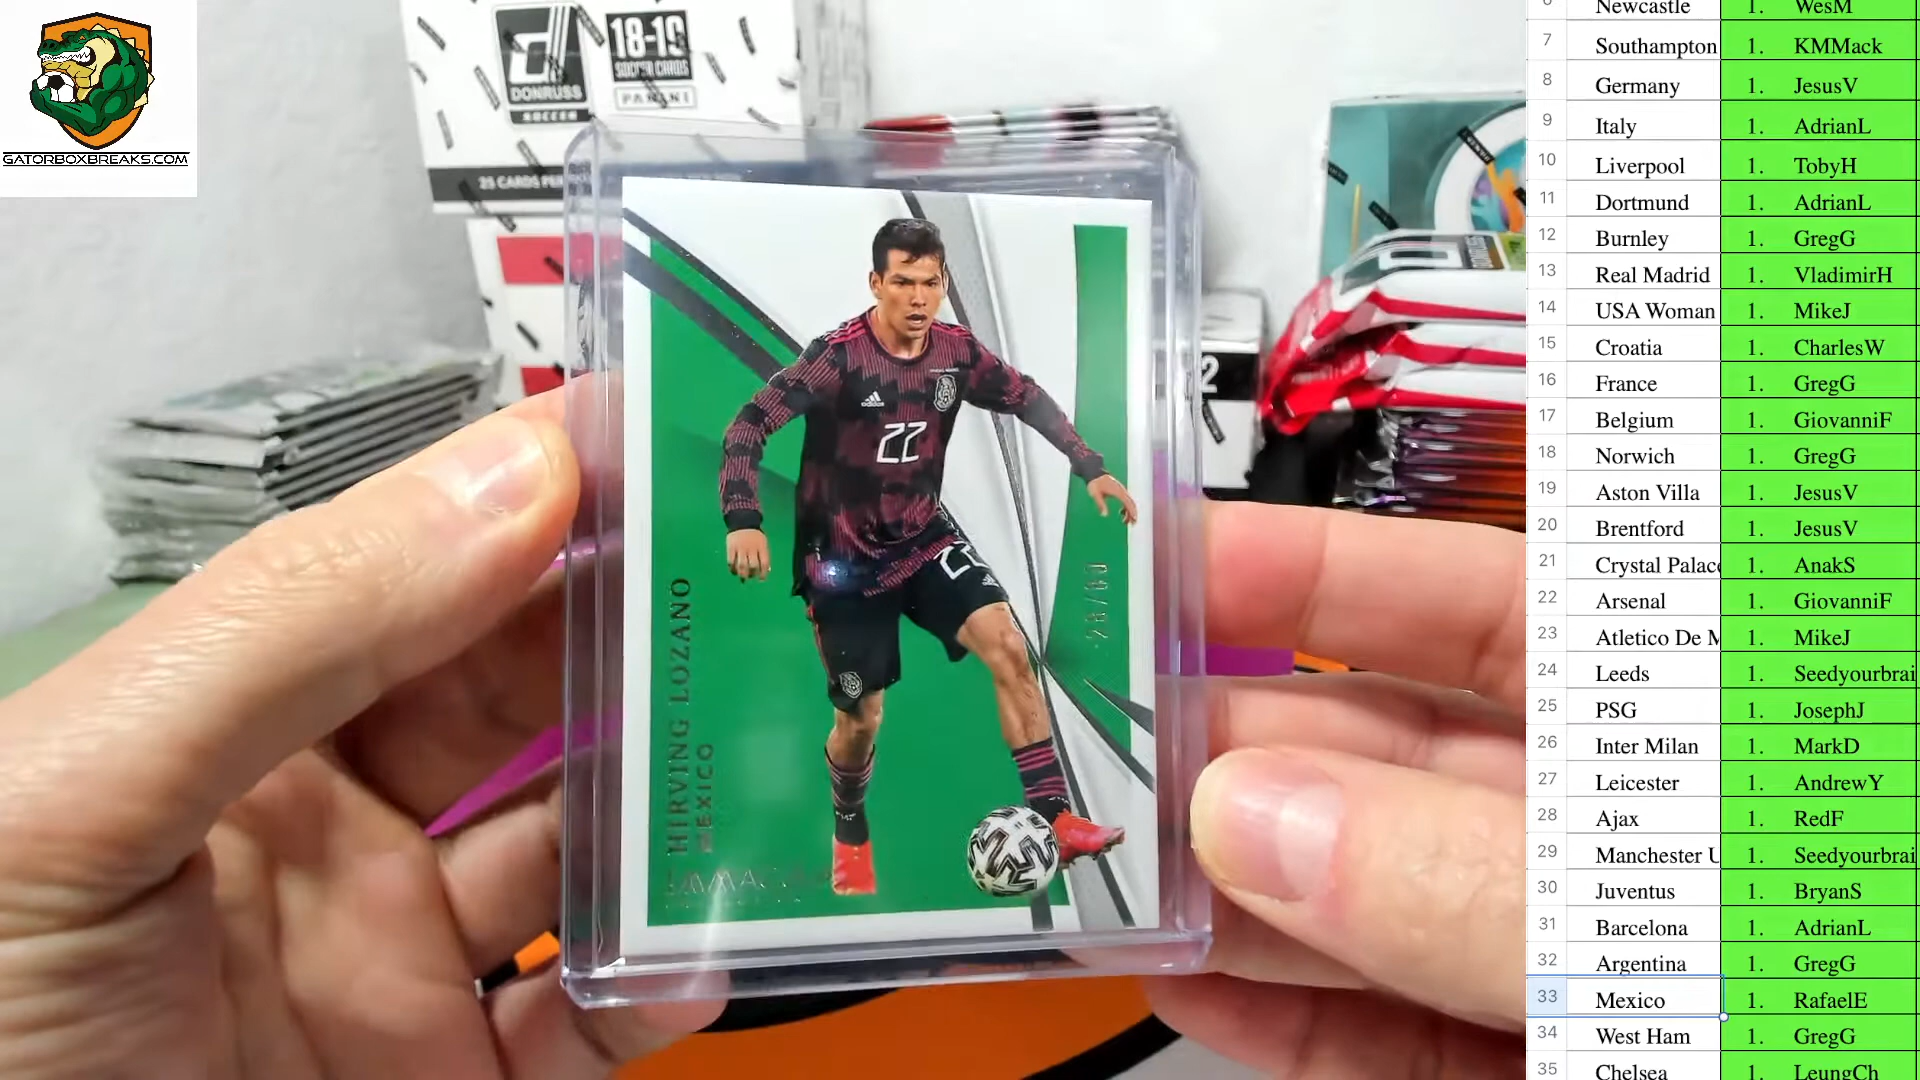 GATORBOXBREAKS.COM
DONRUSS
SOCCER
18-19
SOCCER CARDS
PANINI
25 CARDS PER
HIRVING LOZANO
MEXICO
adidas
22
22
2
6 Newcastle 1. WesM
7 Southampton 1. KMMack
8 Germany 1. JesusV
9 Italy 1. AdrianL
10 Liverpool 1. TobyH
11 Dortmund 1. AdrianL
12 Burnley 1. GregG
13 Real Madrid 1. VladimirH
14 USA Woman 1. MikeJ
15 Croatia 1. CharlesW
16 France 1. GregG
17 Belgium 1. GiovanniF
18 Norwich 1. GregG
19 Aston Villa 1. JesusV
20 Brentford 1. JesusV
21 Crystal Palac 1. AnakS
22 Arsenal 1. GiovanniF
23 Atletico De M 1. MikeJ
24 Leeds 1. Seedyourbrai
25 PSG 1. JosephJ
26 Inter Milan 1. MarkD
27 Leicester 1. AndrewY
28 Ajax 1. RedF
29 Manchester U 1. Seedyourbrai
30 Juventus 1. BryanS
31 Barcelona 1. AdrianL
32 Argentina 1. GregG
33 Mexico 1. RafaelE
34 West Ham 1. GregG
35 Chelsea 1. LeungCh